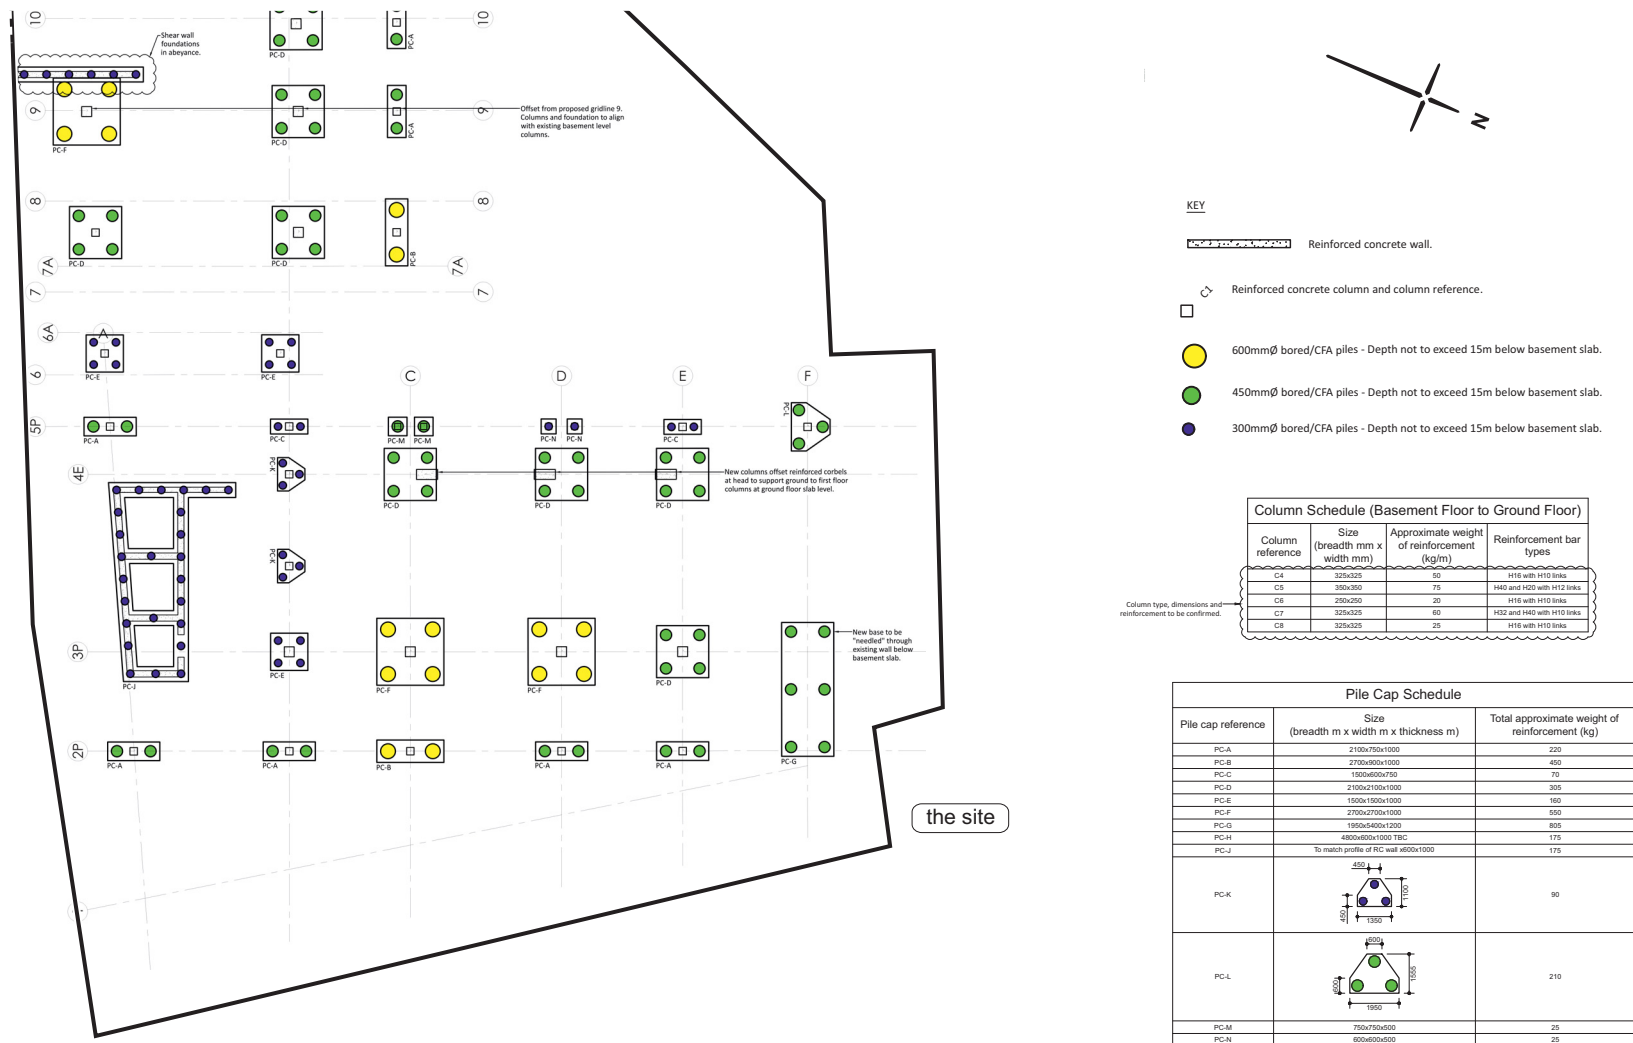 10
10
Shear wall
foundations
in abeyance.
PC-D
PC-A
9
9
Offset from proposed gridline 9.
Columns and foundation to align
with existing basement level
columns.
PC-F
PC-D
PC-A
8
8
PC-D
PC-D
PC-B
7A
7A
7
7
6A
A
PC-E
PC-E
6
C
D
E
F
5P
PC-A
PC-C
PC-M
PC-M
PC-N
PC-N
PC-C
PC-L
4E
PC-K
PC-D
PC-D
PC-D
New columns offset reinforced corbels
at head to support ground to first floor
columns at ground floor slab level.
PC-K
3P
PC-J
PC-E
PC-F
PC-F
PC-D
New base to be
"needled" through
existing wall below
basement slab.
2P
PC-A
PC-A
PC-B
PC-A
PC-A
PC-G
the site
N
KEY
Reinforced concrete wall.
C1
Reinforced concrete column and column reference.
600mmØ bored/CFA piles - Depth not to exceed 15m below basement slab.
450mmØ bored/CFA piles - Depth not to exceed 15m below basement slab.
300mmØ bored/CFA piles - Depth not to exceed 15m below basement slab.
Column Schedule (Basement Floor to Ground Floor)
Column reference Size (breadth mm x width mm) Approximate weight of reinforcement (kg/m) Reinforcement bar types
C4 325x325 50 H16 with H10 links
C5 350x350 75 H40 and H20 with H12 links
C6 250x250 20 H16 with H10 links
C7 325x325 60 H32 and H40 with H10 links
C8 325x325 25 H16 with H10 links
Column type, dimensions and
reinforcement to be confirmed.
Pile Cap Schedule
Pile cap reference Size (breadth m x width m x thickness m) Total approximate weight of reinforcement (kg)
PC-A 2100x750x1000 220
PC-B 2700x900x1000 450
PC-C 1500x600x750 70
PC-D 2100x2100x1000 305
PC-E 1500x1500x1000 160
PC-F 2700x2700x1000 550
PC-G 1950x5400x1200 805
PC-H 4800x600x1000 TBC 175
PC-J To match profile of RC wall x600x1000 175
450
1100
450
1350
PC-K 90
600
1555
600
1950
PC-L 210
PC-M 750x750x500 25
PC-N 600x600x500 25